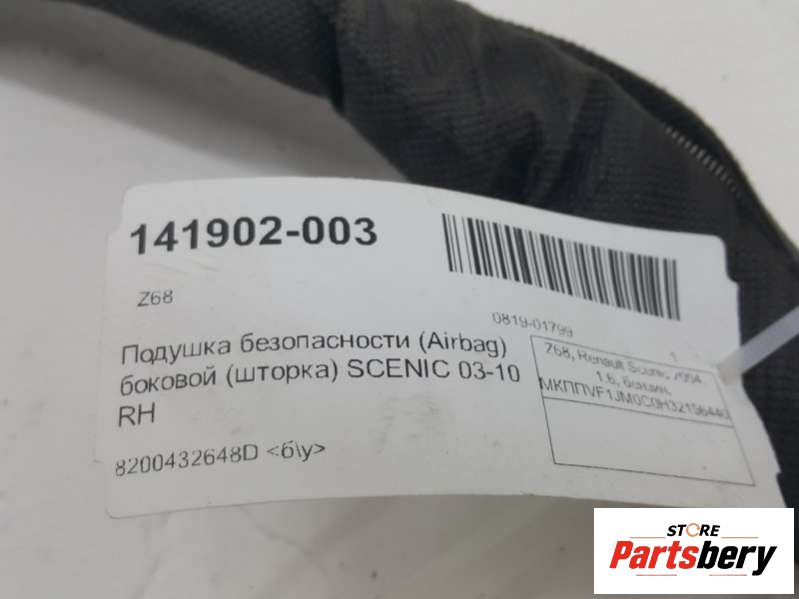 141902-003
Z68
0819-01799
Подушка безопасности (Airbag)
боковой (шторка) SCENIC 03-10
RH
8200432648D <б\у>
1
Z68, Renault Scenic 2004
1.6, Бензин,
МКПП
STORE
Partsbery